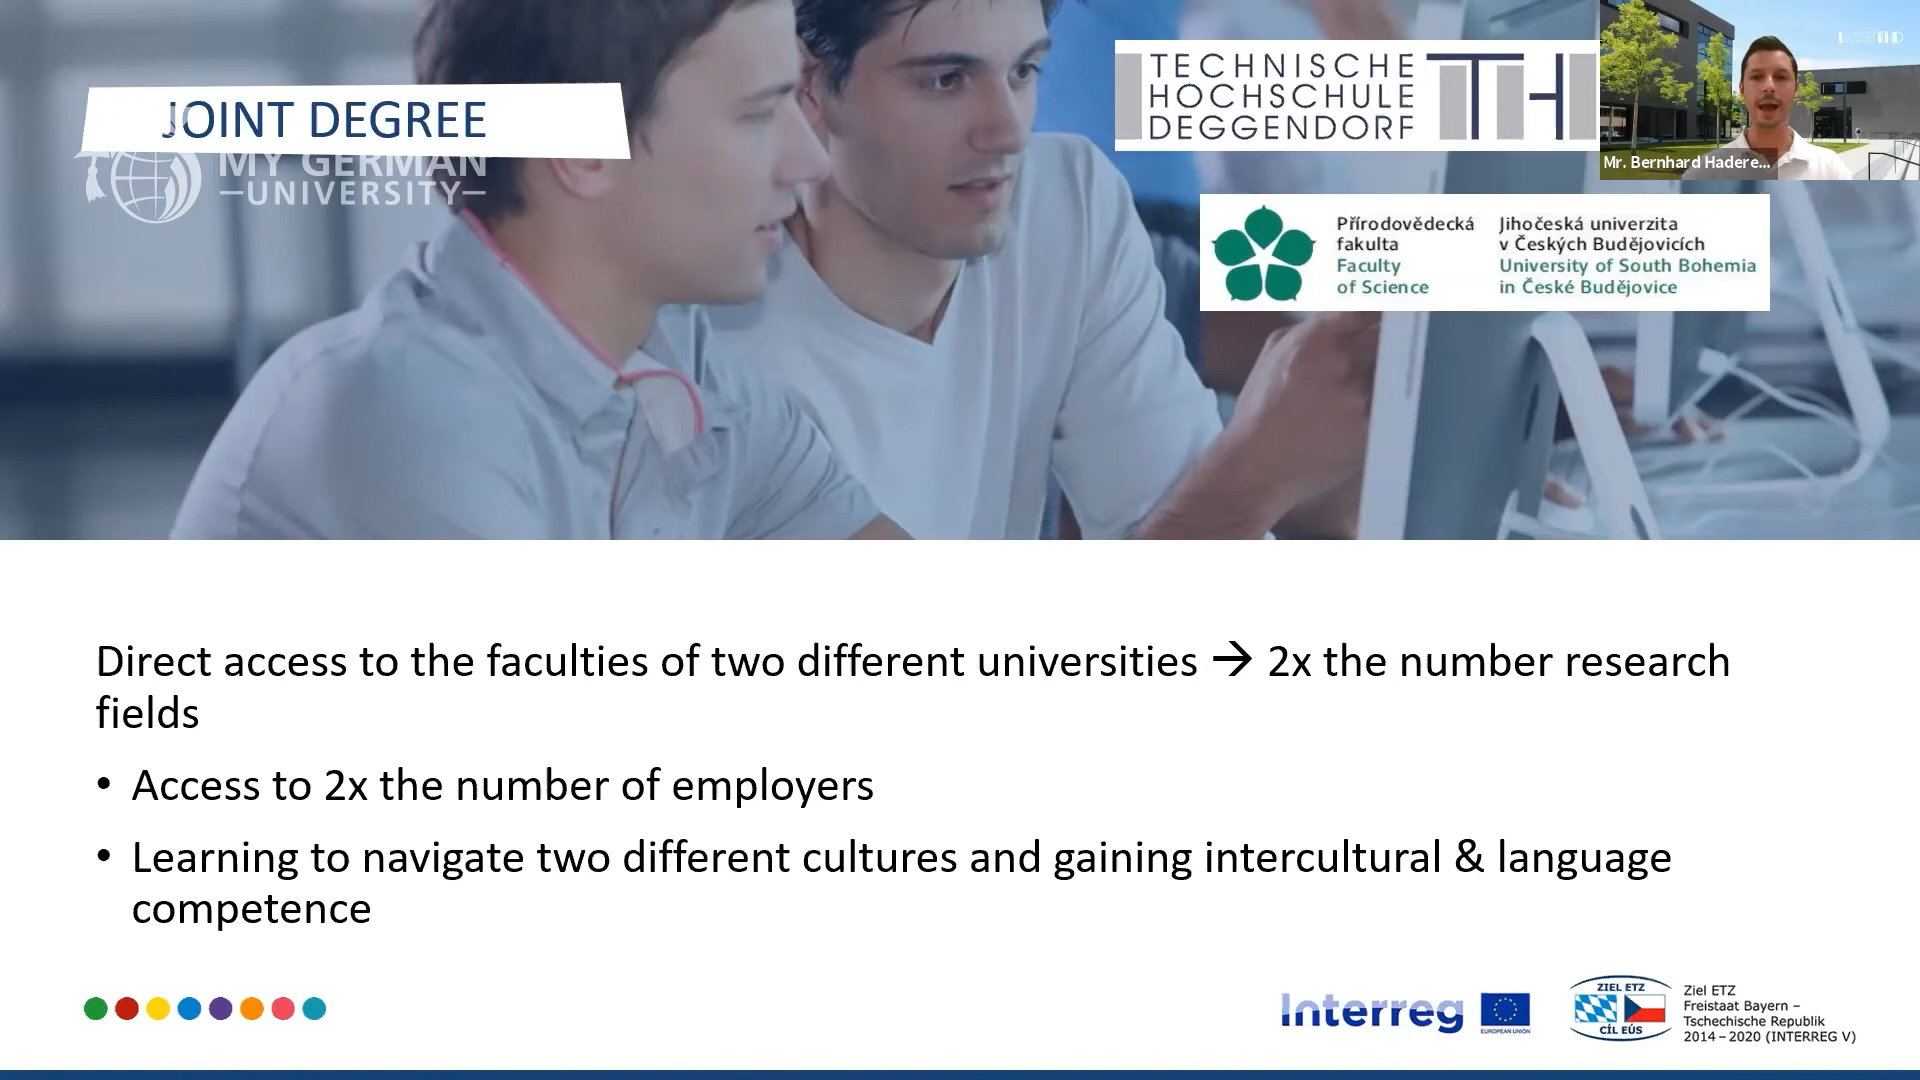 JOINT DEGREE
MY GERMAN
UNIVERSITY
TECHNISCHE
HOCHSCHULE
DEGGENDORF
TH
Mr. Bernhard Hadere...
Přírodovědecká
fakulta
Faculty
of Science
Jihočeská univerzita
v Českých Budějovicích
University of South Bohemia
in České Budějovice
Direct access to the faculties of two different universities → 2x the number research
fields
• Access to 2x the number of employers
• Learning to navigate two different cultures and gaining intercultural & language
competence
Interreg
EUROPEAN UNION
ZIEL ETZ
CÍL EÚS
Ziel ETZ
Freistaat Bayern –
Tschechische Republik
2014 – 2020 (INTERREG V)